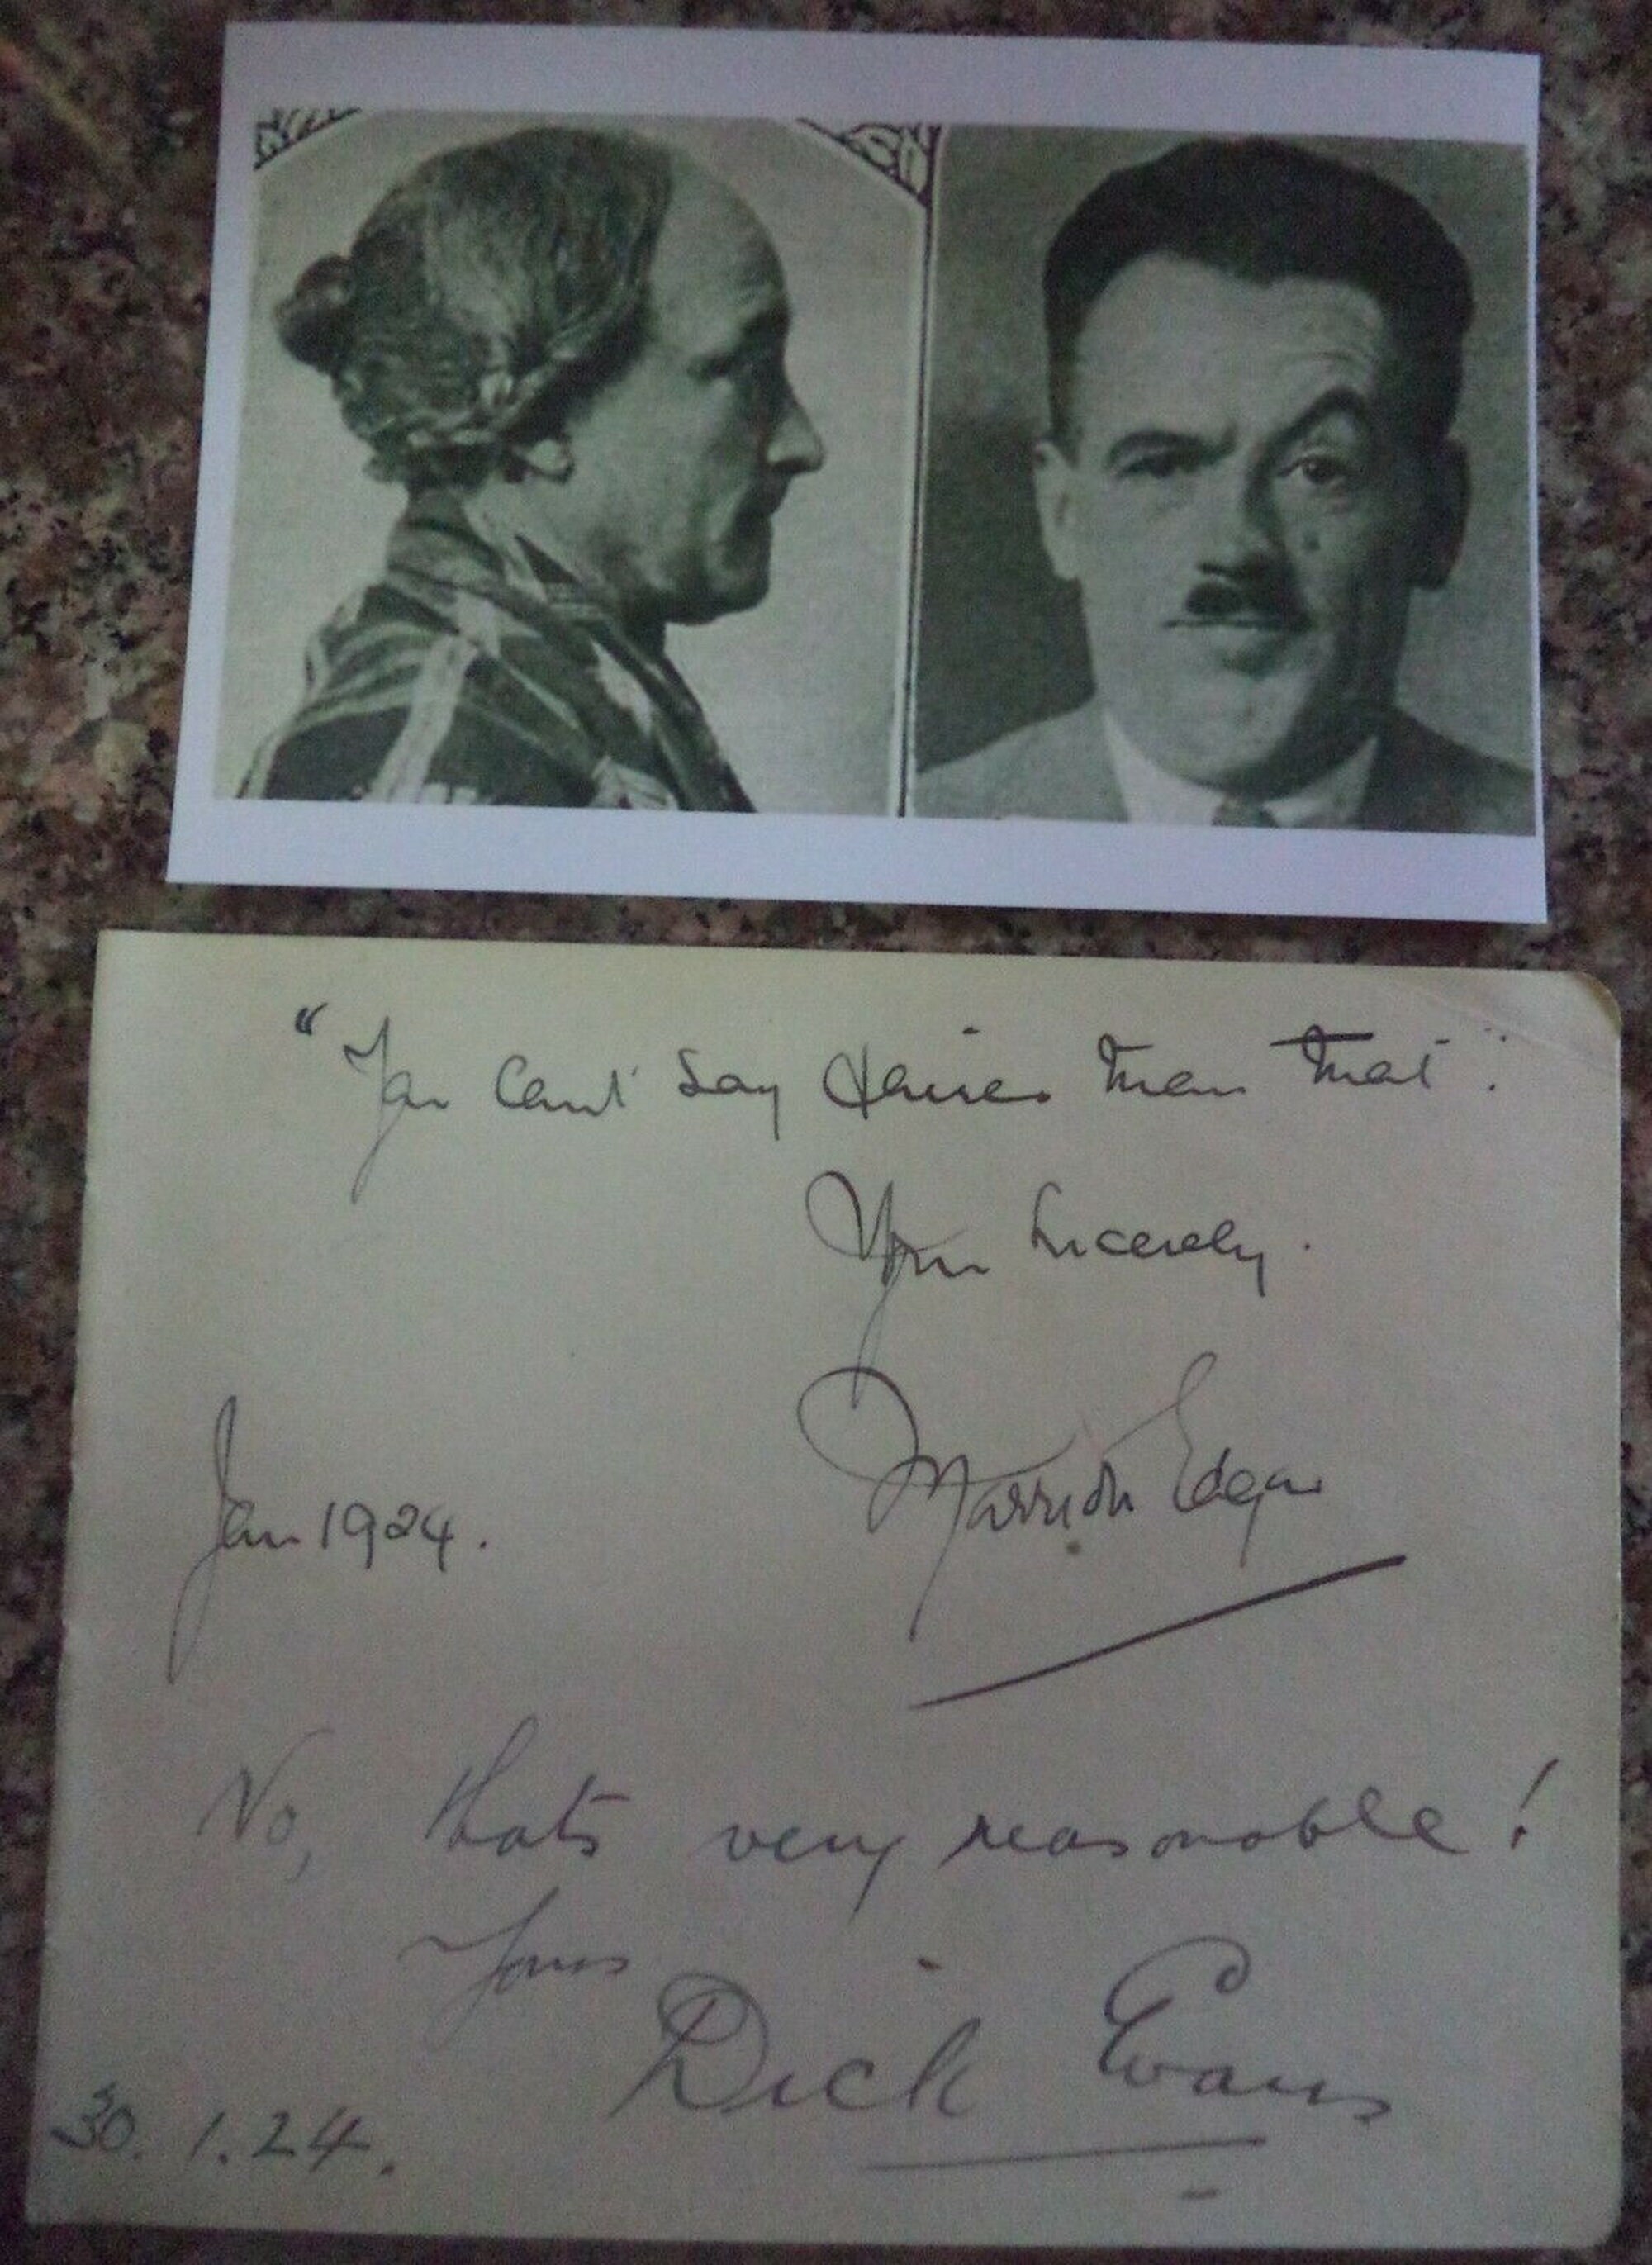 "You Can't Say Fairer than that".
Yours Sincerely.
Marriott Edgar
Jan 1924.
No, thats very reasonable!
Yours
Dick Evans
30.1.24.